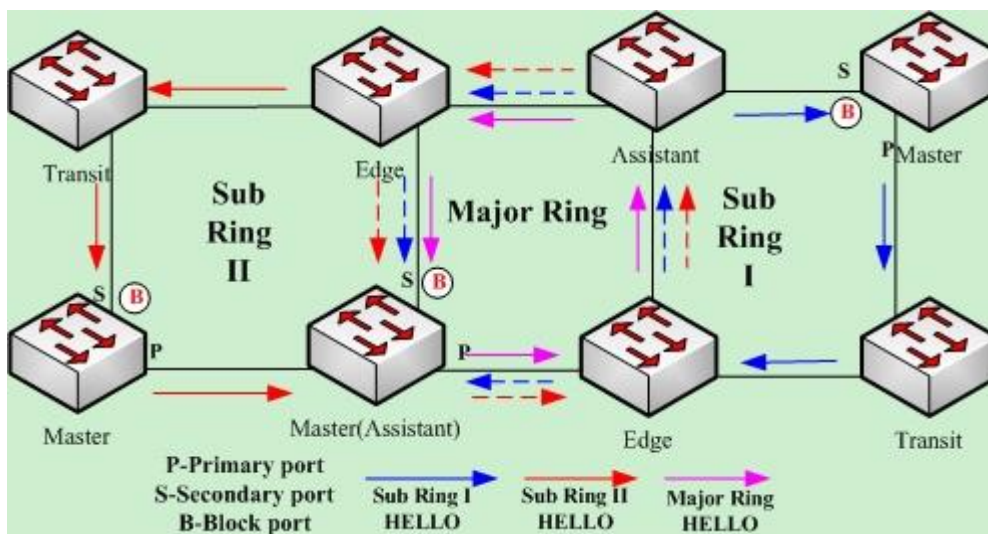 S
B
Transit
Edge
Assistant
P
Master
Sub
Ring
II
Major Ring
Sub
Ring
I
S
B
S
B
P
P
Master
Master(Assistant)
Edge
Transit
P-Primary port
S-Secondary port
B-Block port
Sub Ring I
HELLO
Sub Ring II
HELLO
Major Ring
HELLO